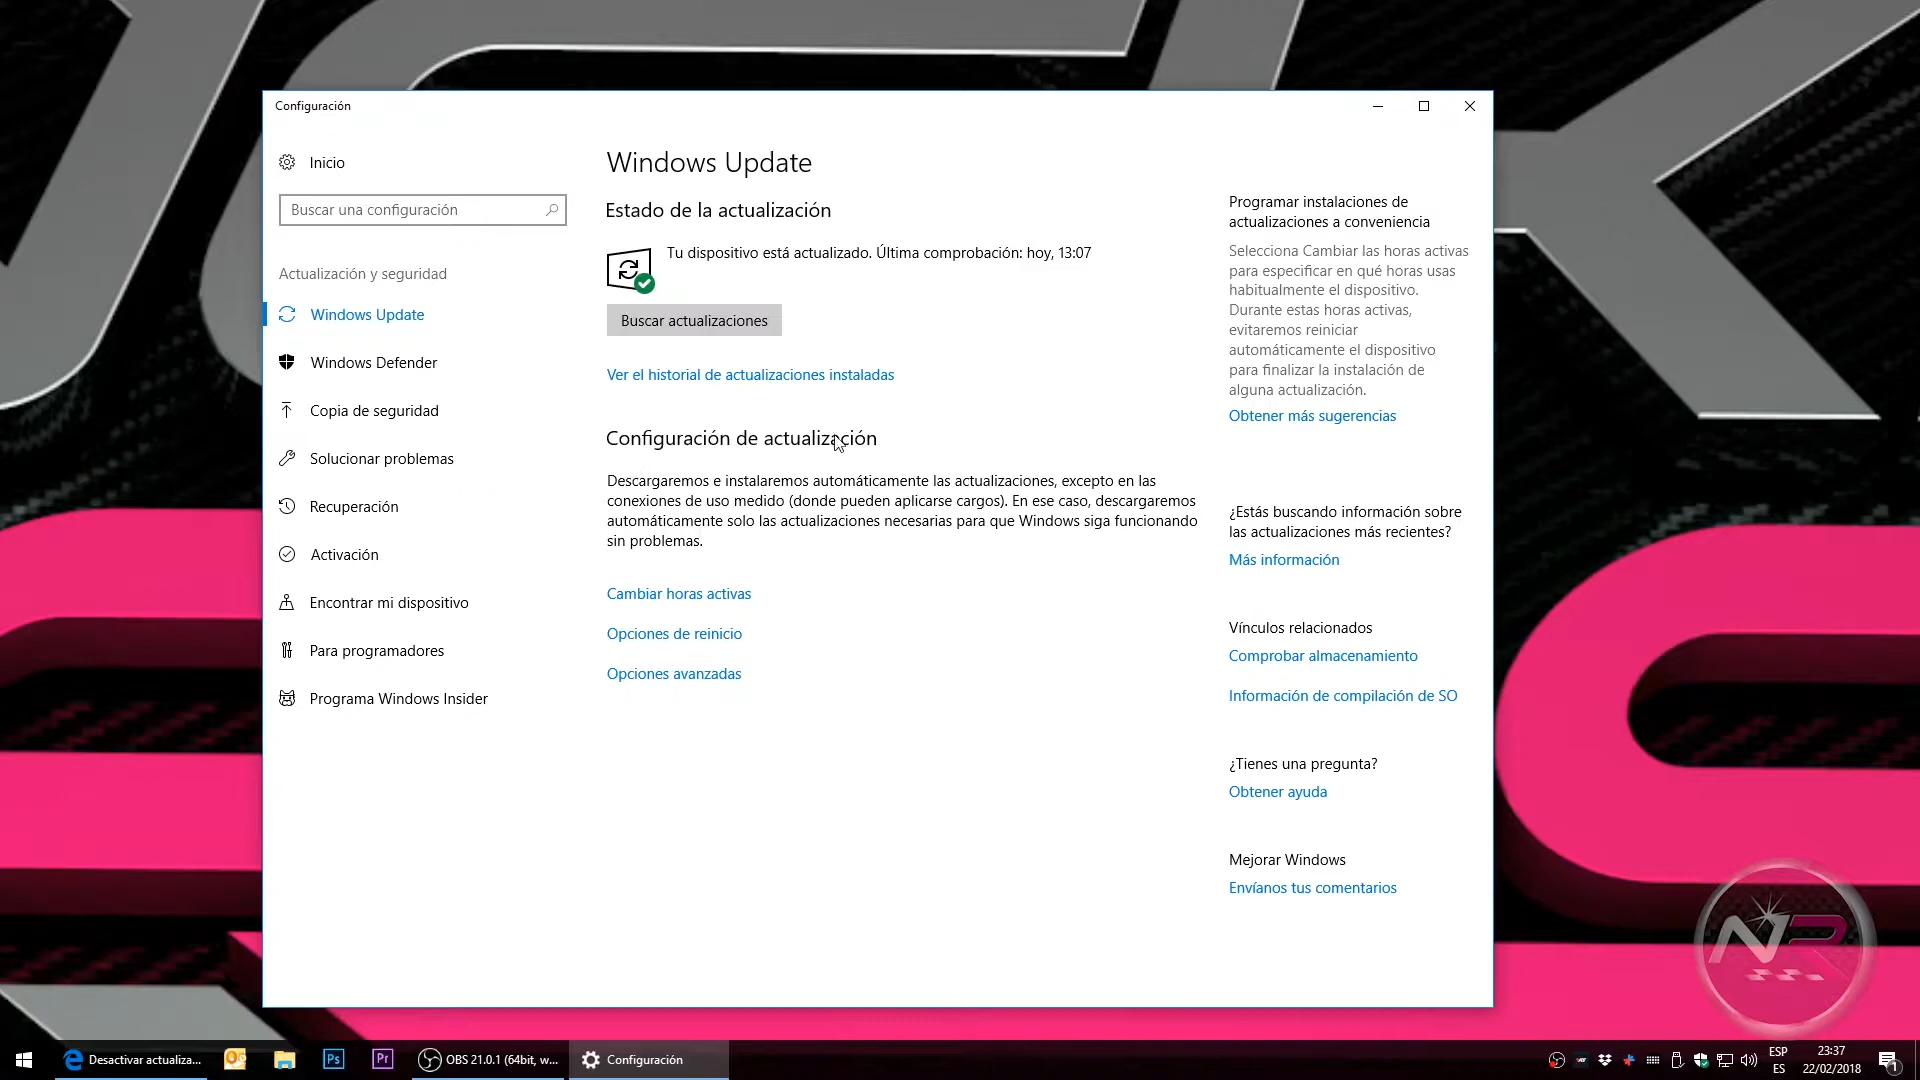 Configuración
Inicio
Buscar una configuración
Actualización y seguridad
Windows Update
Windows Defender
Copia de seguridad
Solucionar problemas
Recuperación
Activación
Encontrar mi dispositivo
Para programadores
Programa Windows Insider
Windows Update
Estado de la actualización
Tu dispositivo está actualizado. Última comprobación: hoy, 13:07
Buscar actualizaciones
Ver el historial de actualizaciones instaladas
Configuración de actualización
Descargaremos e instalaremos automáticamente las actualizaciones, excepto en las
conexiones de uso medido (donde pueden aplicarse cargos). En ese caso, descargaremos
automáticamente solo las actualizaciones necesarias para que Windows siga funcionando
sin problemas.
Cambiar horas activas
Opciones de reinicio
Opciones avanzadas
Programar instalaciones de
actualizaciones a conveniencia
Selecciona Cambiar las horas activas
para especificar en qué horas usas
habitualmente el dispositivo.
Durante estas horas activas,
evitaremos reiniciar
automáticamente el dispositivo
para finalizar la instalación de
alguna actualización.
Obtener más sugerencias
¿Estás buscando información sobre
las actualizaciones más recientes?
Más información
Vínculos relacionados
Comprobar almacenamiento
Información de compilación de SO
¿Tienes una pregunta?
Obtener ayuda
Mejorar Windows
Envíanos tus comentarios
NR
Desactivar actualiza...
Ps
Pr
OBS 21.0.1 (64bit, w...
Configuración
ESP
ES
23:37
22/02/2018
1